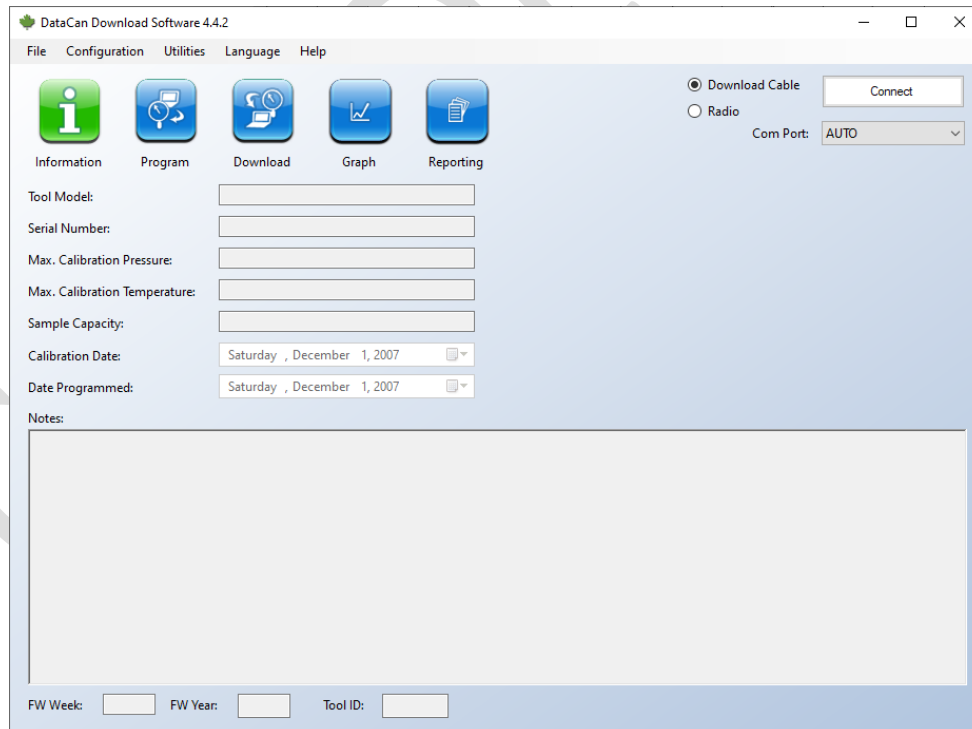 DataCan Download Software 4.4.2
File Configuration Utilities Language Help
Download Cable
Connect
Radio
Com Port: AUTO
Information Program Download Graph Reporting
Tool Model:
Serial Number:
Max. Calibration Pressure:
Max. Calibration Temperature:
Sample Capacity:
Calibration Date: Saturday , December 1, 2007
Date Programmed: Saturday , December 1, 2007
Notes:
FW Week: FW Year: Tool ID: